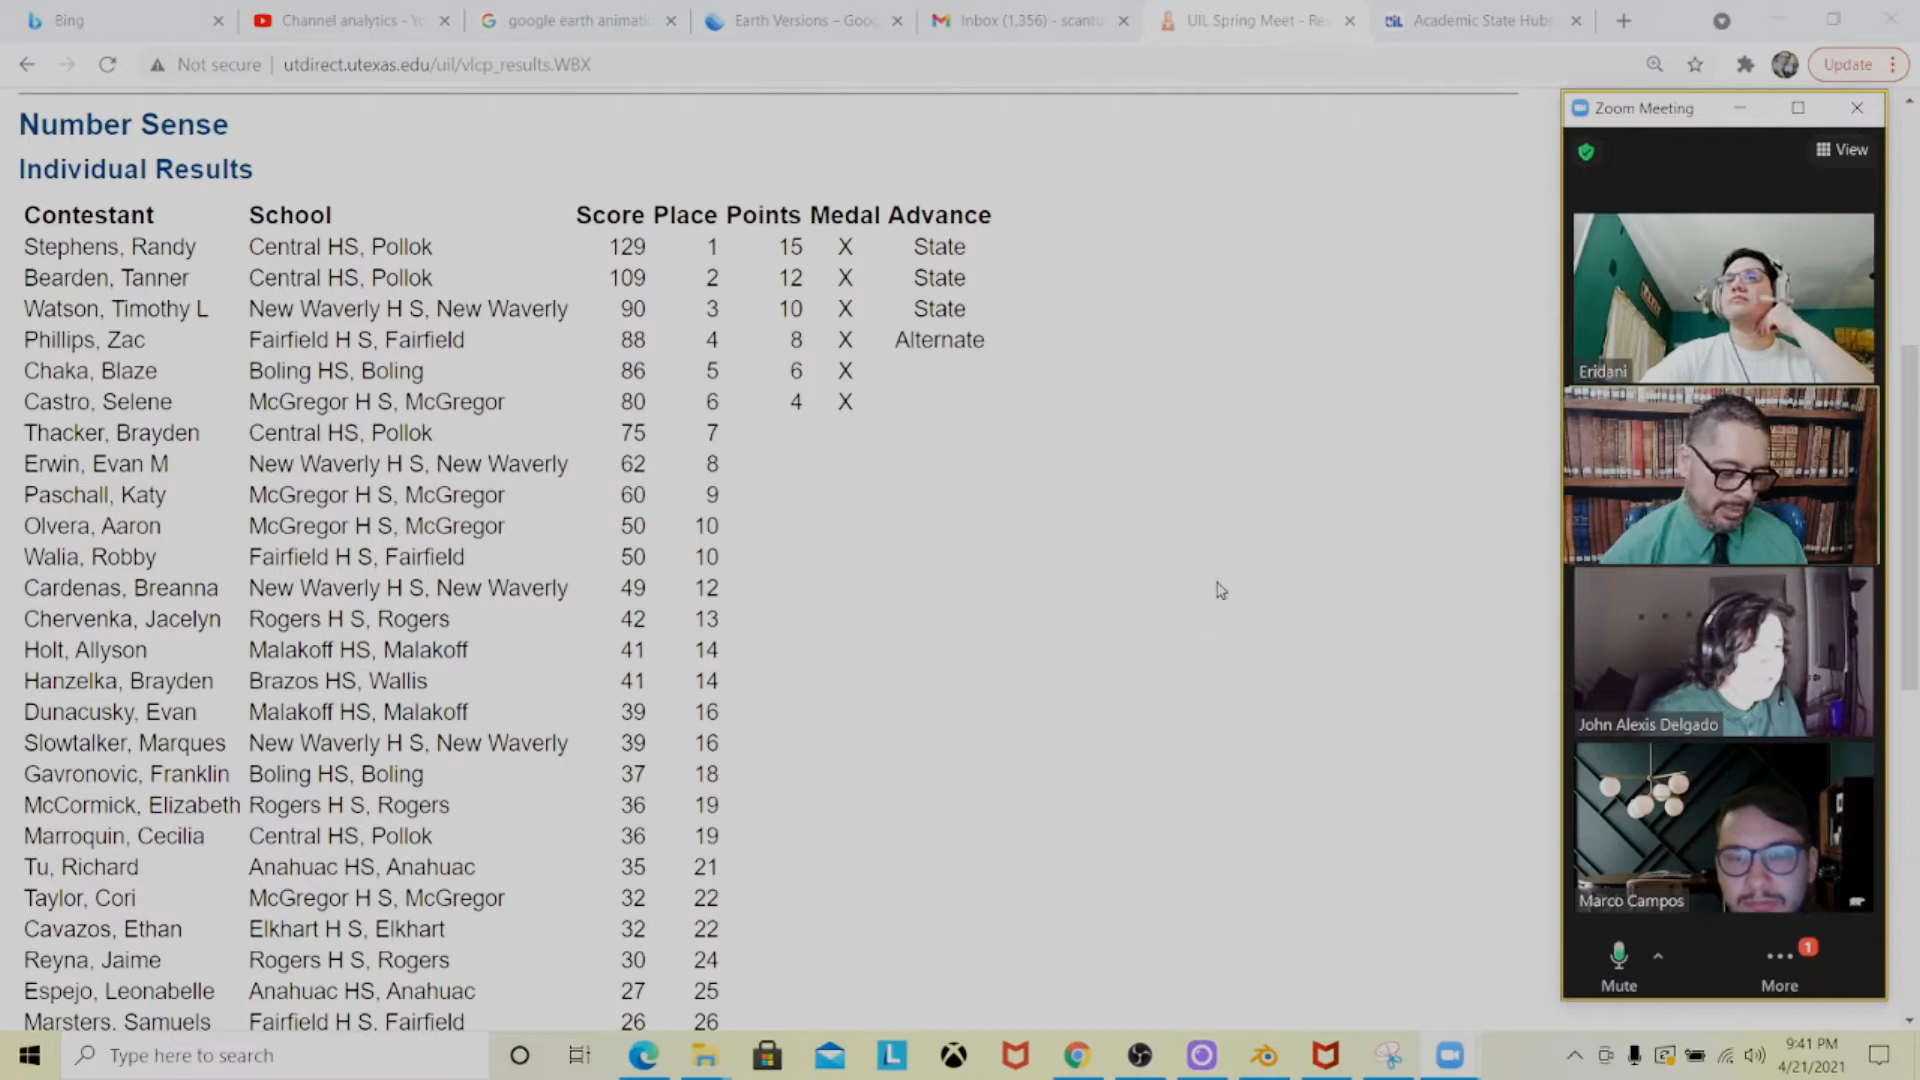 Bing
Channel analytics - Yo
google earth animati
Earth Versions – Goog
Inbox (1,356) - scantu
UIL Spring Meet - Res
Academic State Hub
Not secure | utdirect.utexas.edu/uil/vlcp_results.WBX
Update
Number Sense
Individual Results
Contestant School Score Place Points Medal Advance
Stephens, Randy Central HS, Pollok 129 1 15 X State
Bearden, Tanner Central HS, Pollok 109 2 12 X State
Watson, Timothy L New Waverly H S, New Waverly 90 3 10 X State
Phillips, Zac Fairfield H S, Fairfield 88 4 8 X Alternate
Chaka, Blaze Boling HS, Boling 86 5 6 X
Castro, Selene McGregor H S, McGregor 80 6 4 X
Thacker, Brayden Central HS, Pollok 75 7
Erwin, Evan M New Waverly H S, New Waverly 62 8
Paschall, Katy McGregor H S, McGregor 60 9
Olvera, Aaron McGregor H S, McGregor 50 10
Walia, Robby Fairfield H S, Fairfield 50 10
Cardenas, Breanna New Waverly H S, New Waverly 49 12
Chervenka, Jacelyn Rogers H S, Rogers 42 13
Holt, Allyson Malakoff HS, Malakoff 41 14
Hanzelka, Brayden Brazos HS, Wallis 41 14
Dunacusky, Evan Malakoff HS, Malakoff 39 16
Slowtalker, Marques New Waverly H S, New Waverly 39 16
Gavronovic, Franklin Boling HS, Boling 37 18
McCormick, Elizabeth Rogers H S, Rogers 36 19
Marroquin, Cecilia Central HS, Pollok 36 19
Tu, Richard Anahuac HS, Anahuac 35 21
Taylor, Cori McGregor H S, McGregor 32 22
Cavazos, Ethan Elkhart H S, Elkhart 32 22
Reyna, Jaime Rogers H S, Rogers 30 24
Espejo, Leonabelle Anahuac HS, Anahuac 27 25
Marsters, Samuels Fairfield H S, Fairfield 26 26
Zoom Meeting
View
Eridani
John Alexis Delgado
Marco Campos
1
Mute
More
Type here to search
L
9:41 PM
4/21/2021